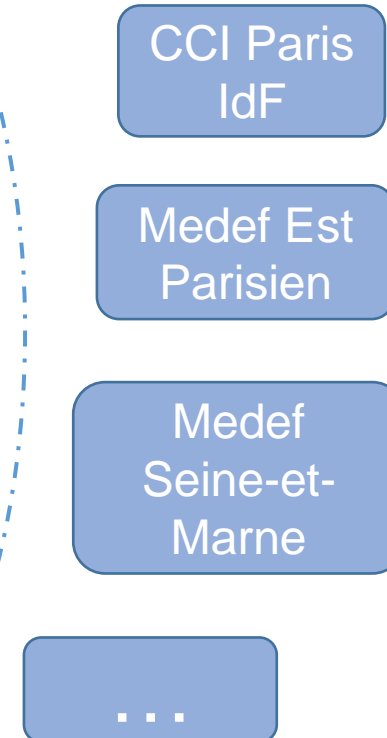 CCI Paris
IdF
Medef Est
Parisien
Medef
Seine-et-
Marne
...